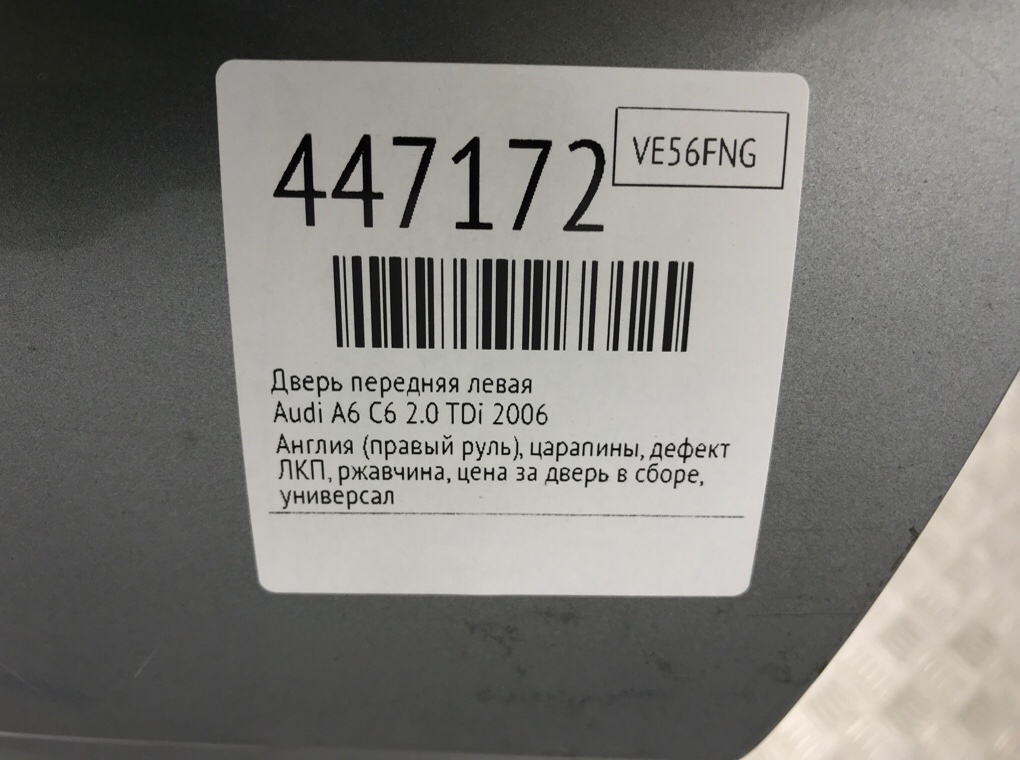 447172
VE56FNG
Дверь передняя левая
Audi A6 C6 2.0 TDi 2006
Англия (правый руль), царапины, дефект
ЛКП, ржавчина, цена за дверь в сборе,
универсал